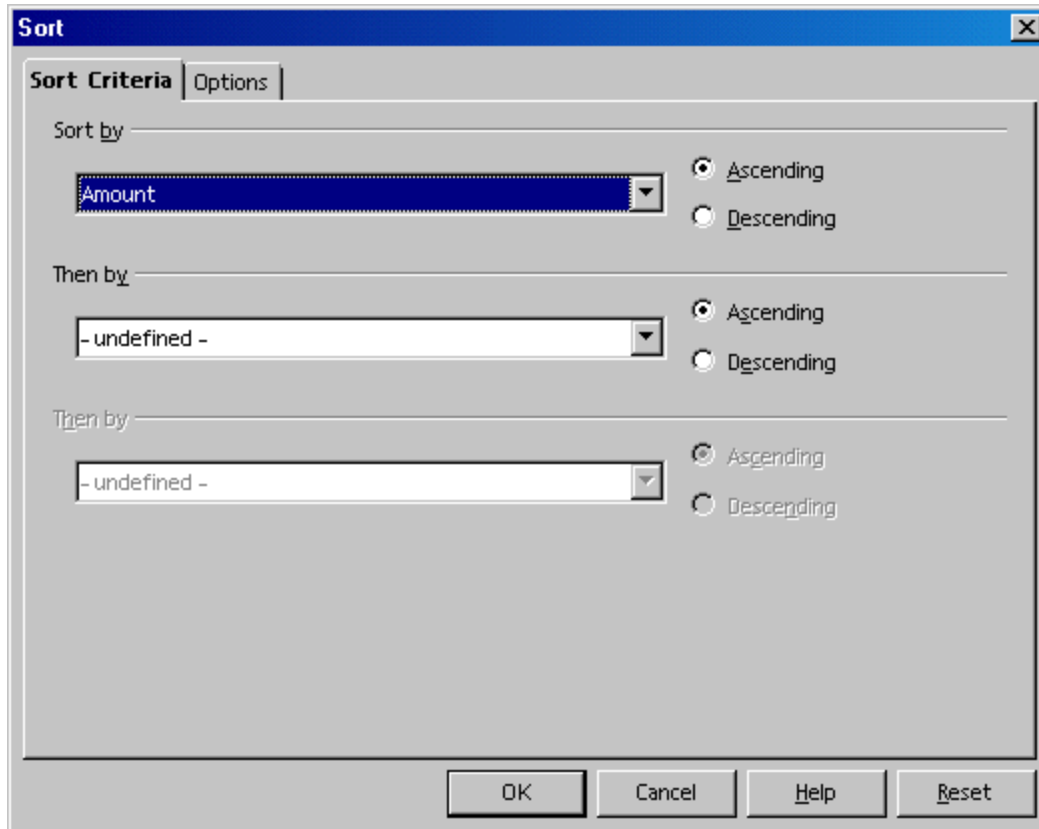 Sort
Sort Criteria Options
Sort by
Amount
Ascending
Descending
Then by
- undefined -
Ascending
Descending
Then by
- undefined -
Ascending
Descending
OK Cancel Help Reset